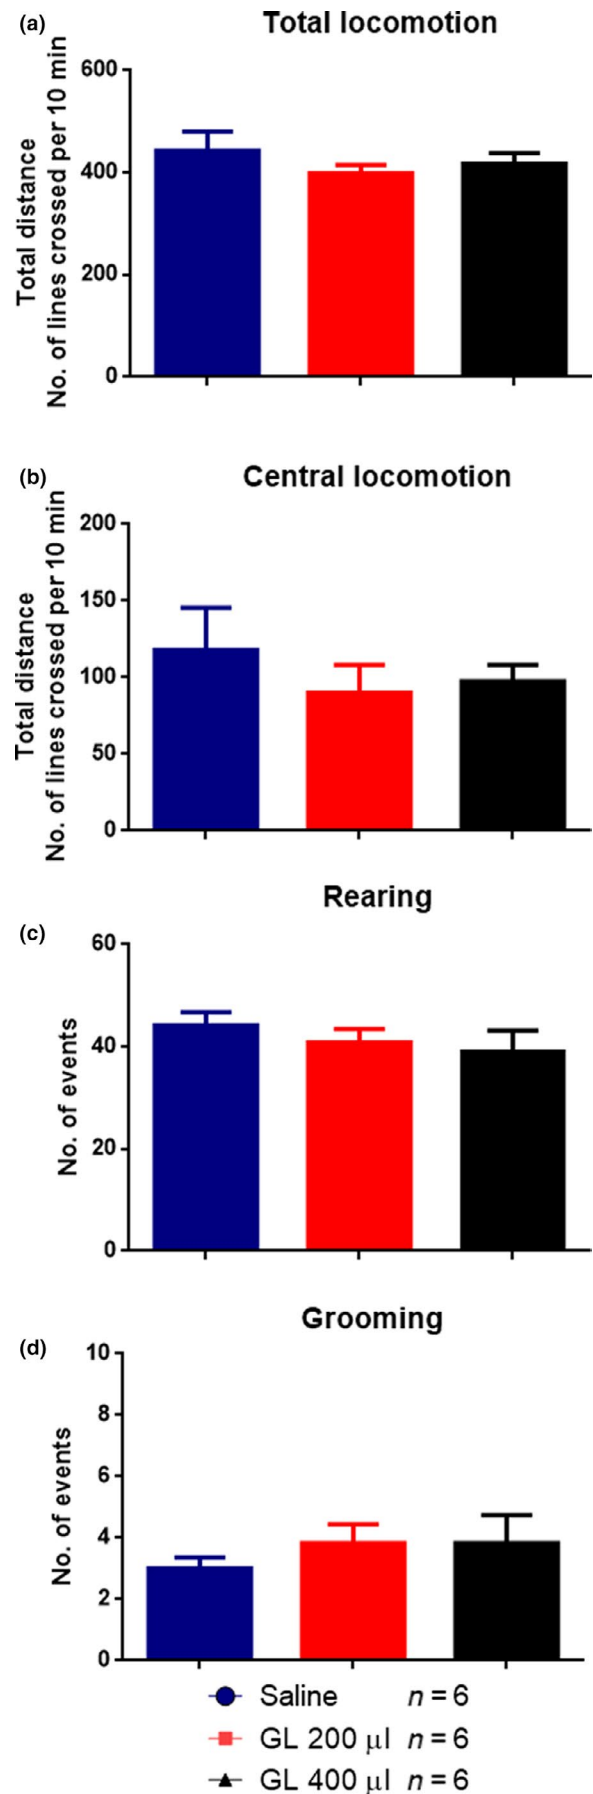 (a)
Total locomotion
Total distance
No. of lines crossed per 10 min
600
400
200
0
(b)
Central locomotion
Total distance
No. of lines crossed per 10 min
200
150
100
50
0
(c)
Rearing
No. of events
60
40
20
0
(d)
Grooming
No. of events
10
8
6
4
2
0
Saline n = 6
GL 200 µl n = 6
GL 400 µl n = 6